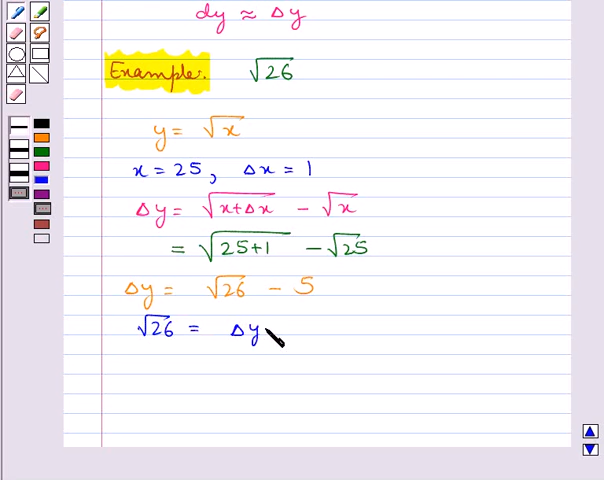 dy ≈ Δy
Example. √26
y = √x
x = 25, Δx = 1
Δy = √x+Δx - √x
= √25+1 - √25
Δy = √26 - 5
√26 = Δy